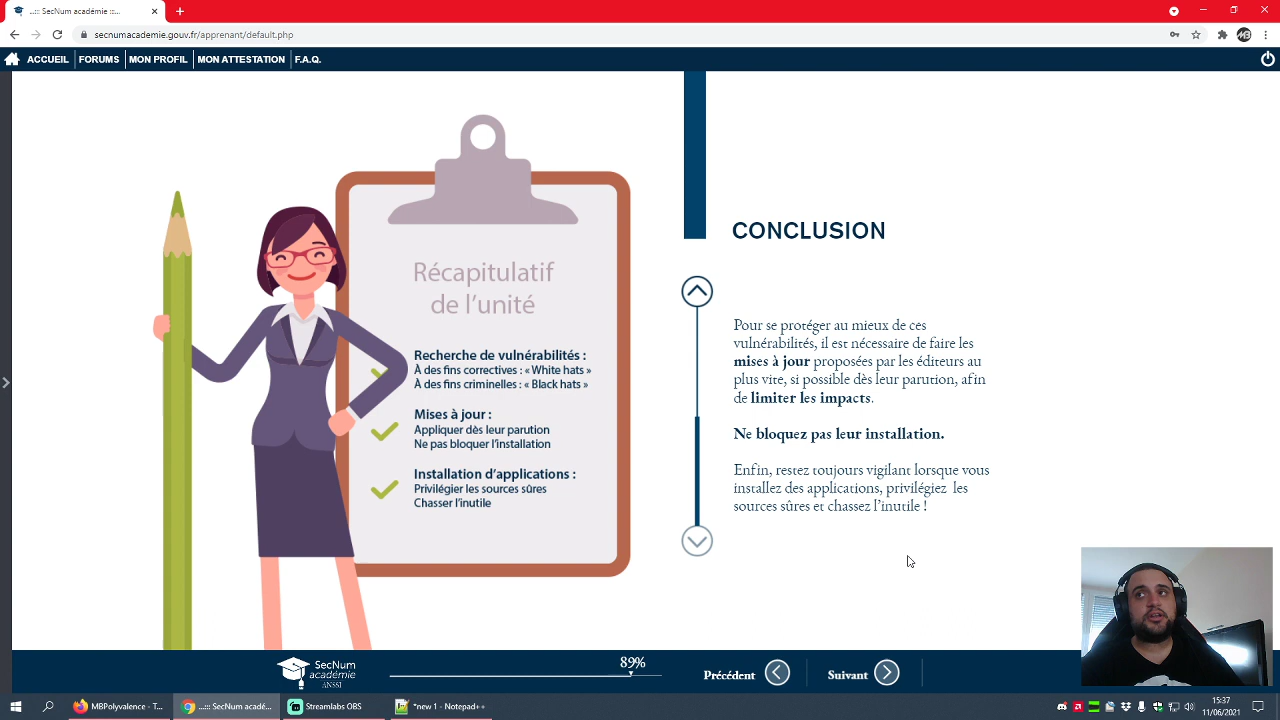 ..::: SecNum académie :::..
secnumacademie.gouv.fr/apprenant/default.php
ACCUEIL
FORUMS
MON PROFIL
MON ATTESTATION
F.A.Q.
Récapitulatif
de l'unité
Recherche de vulnérabilités :
À des fins correctives : « White hats »
À des fins criminelles : « Black hats »
Mises à jour :
Appliquer dès leur parution
Ne pas bloquer l'installation
Installation d'applications :
Privilégier les sources sûres
Chasser l'inutile
CONCLUSION
Pour se protéger au mieux de ces
vulnérabilités, il est nécessaire de faire les
mises à jour proposées par les éditeurs au
plus vite, si possible dès leur parution, afin
de limiter les impacts.
Ne bloquez pas leur installation.
Enfin, restez toujours vigilant lorsque vous
installez des applications, privilégiez les
sources sûres et chassez l'inutile !
SecNum
académie
ANSSI
89%
Précédent
Suivant
MBPolyvalence - T...
..::: SecNum acadé...
Streamlabs OBS
*new 1 - Notepad++
15:37
11/06/2021